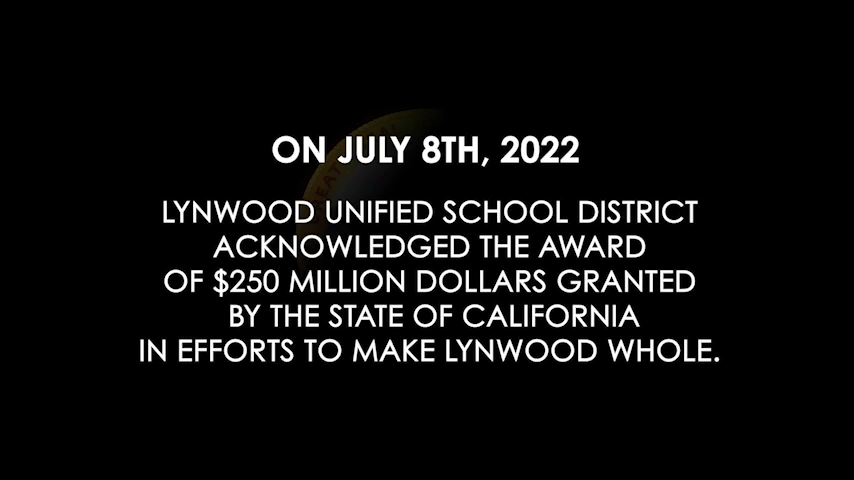 ON JULY 8TH, 2022
LYNWOOD UNIFIED SCHOOL DISTRICT
ACKNOWLEDGED THE AWARD
OF $250 MILLION DOLLARS GRANTED
BY THE STATE OF CALIFORNIA
IN EFFORTS TO MAKE LYNWOOD WHOLE.